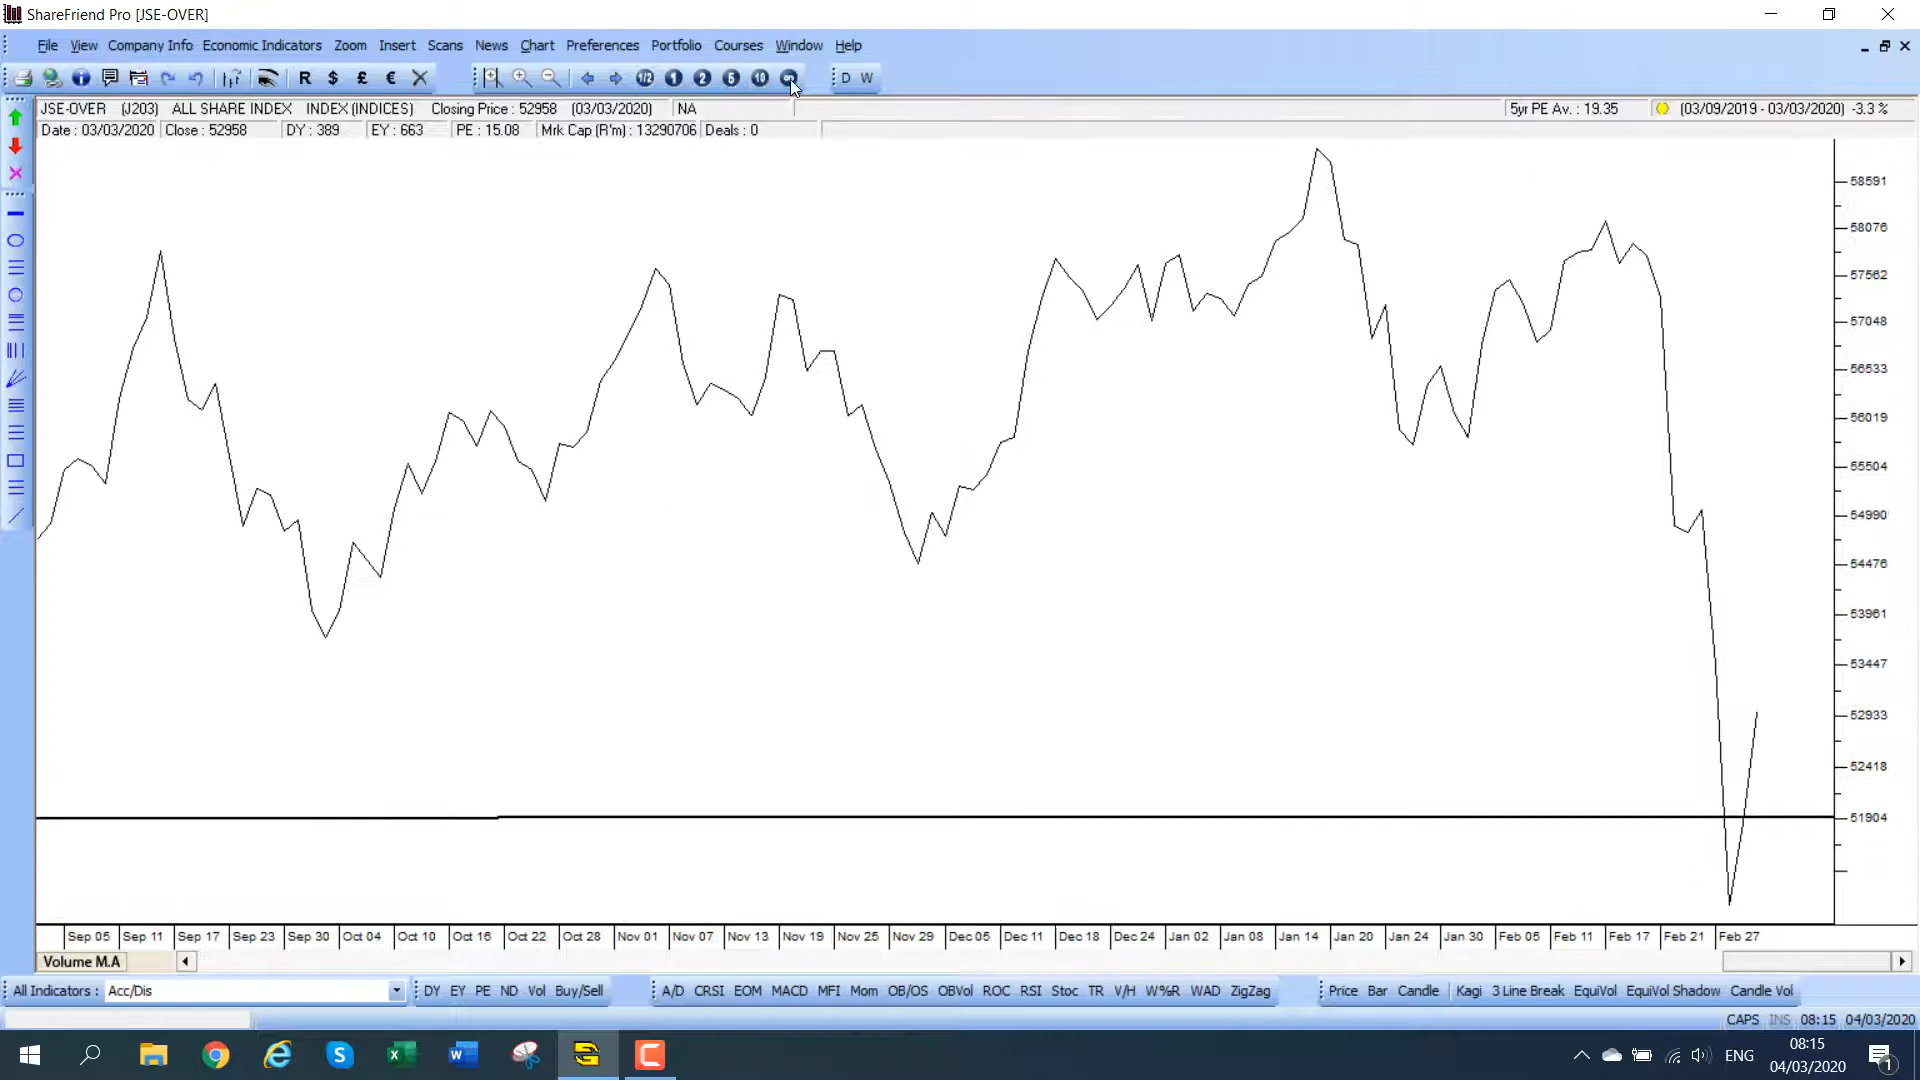 ShareFriend Pro [JSE-OVER]
File View Company Info Economic Indicators Zoom Insert Scans News Chart Preferences Portfolio Courses Window Help
R $ £ € 1/2 1 2 5 10 D W
JSE-OVER (J203) ALL SHARE INDEX INDEX (INDICES) Closing Price : 52958 (03/03/2020) NA 5yr PE Av. : 19.35 (03/09/2019 - 03/03/2020) -3.3 %
Date : 03/03/2020 Close : 52958 DY : 389 EY : 663 PE : 15.08 Mrk Cap (R'm) : 13290706 Deals : 0
58591
58076
57562
57048
56533
56019
55504
54990
54476
53961
53447
52933
52418
51904
Sep 05 Sep 11 Sep 17 Sep 23 Sep 30 Oct 04 Oct 10 Oct 16 Oct 22 Oct 28 Nov 01 Nov 07 Nov 13 Nov 19 Nov 25 Nov 29 Dec 05 Dec 11 Dec 18 Dec 24 Jan 02 Jan 08 Jan 14 Jan 20 Jan 24 Jan 30 Feb 05 Feb 11 Feb 17 Feb 21 Feb 27
Volume M.A
All Indicators : Acc/Dis DY EY PE ND Vol Buy/Sell A/D CRSI EOM MACD MFI Mom OB/OS OBVol ROC RSI Stoc TR V/H W%R WAD ZigZag Price Bar Candle Kagi 3 Line Break EquiVol EquiVol Shadow Candle Vol
CAPS INS 08:15 04/03/2020
ENG 08:15
04/03/2020
1